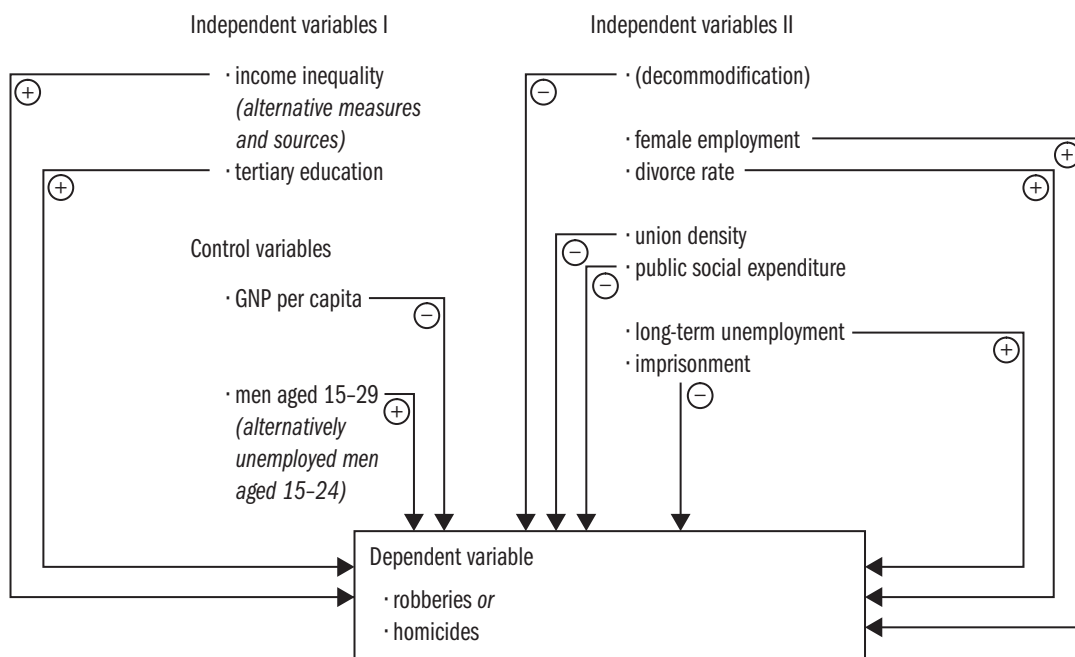 Independent variables I
· income inequality
(alternative measures
and sources)
· tertiary education
Control variables
· GNP per capita
· men aged 15–29
(alternatively
unemployed men
aged 15–24)
Independent variables II
· (decommodification)
· female employment
· divorce rate
· union density
· public social expenditure
· long-term unemployment
· imprisonment
+
+
−
+
−
+
+
−
−
+
−
Dependent variable
· robberies or
· homicides